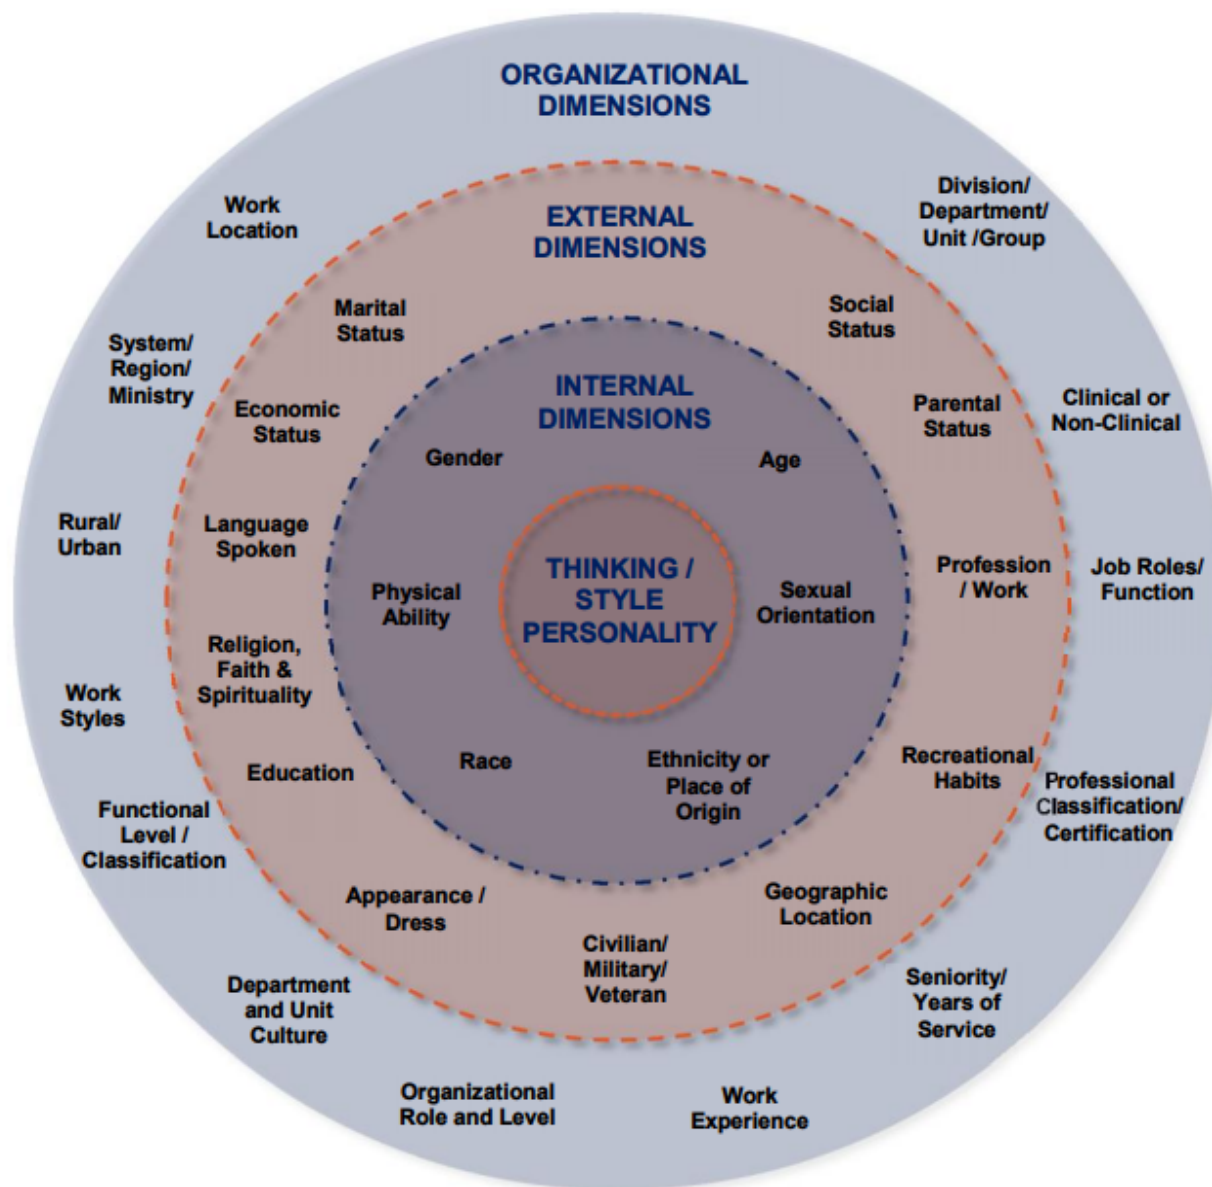 ORGANIZATIONAL
DIMENSIONS
Work
Location
Division/
Department/
Unit /Group
EXTERNAL
DIMENSIONS
Marital
Status
Social
Status
System/
Region/
Ministry
Economic
Status
INTERNAL
DIMENSIONS
Parental
Status
Clinical or
Non-Clinical
Gender
Age
Rural/
Urban
Language
Spoken
Physical
Ability
THINKING /
STYLE
PERSONALITY
Sexual
Orientation
Profession
/ Work
Job Roles/
Function
Religion,
Faith &
Spirituality
Work
Styles
Education
Race
Ethnicity or
Place of
Origin
Recreational
Habits
Professional
Classification/
Certification
Functional
Level /
Classification
Appearance /
Dress
Geographic
Location
Civilian/
Military/
Veteran
Department
and Unit
Culture
Seniority/
Years of
Service
Organizational
Role and Level
Work
Experience